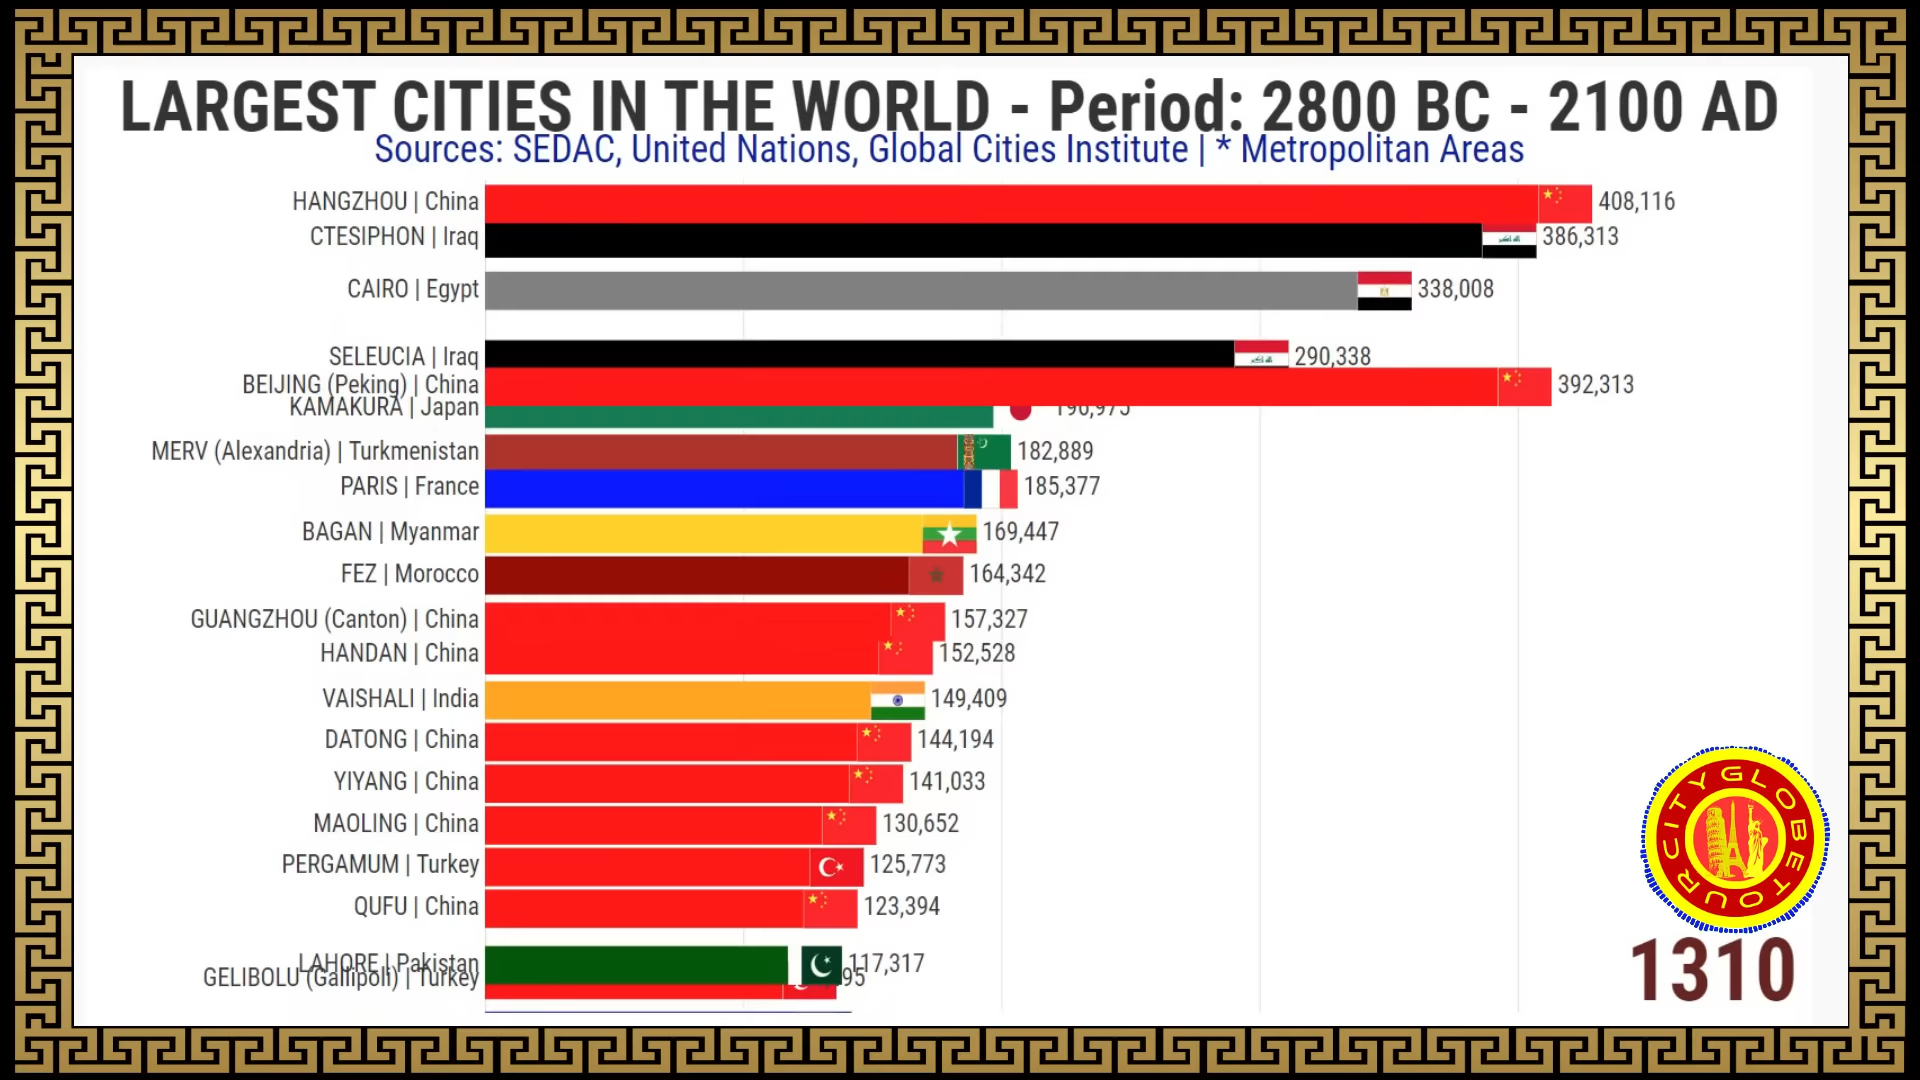 LARGEST CITIES IN THE WORLD - Period: 2800 BC - 2100 AD
Sources: SEDAC, United Nations, Global Cities Institute | * Metropolitan Areas
HANGZHOU | China 408,116
CTESIPHON | Iraq 386,313
CAIRO | Egypt 338,008
SELEUCIA | Iraq 290,338
BEIJING (Peking) | China 392,313
KAMAKURA | Japan
MERV (Alexandria) | Turkmenistan 182,889
PARIS | France 185,377
BAGAN | Myanmar 169,447
FEZ | Morocco 164,342
GUANGZHOU (Canton) | China 157,327
HANDAN | China 152,528
VAISHALI | India 149,409
DATONG | China 144,194
YIYANG | China 141,033
MAOLING | China 130,652
PERGAMUM | Turkey 125,773
QUFU | China 123,394
LAHORE | Pakistan 117,317
GELIBOLU (Gallipoli) | Turkey
CITYGLOBETOUR
1310